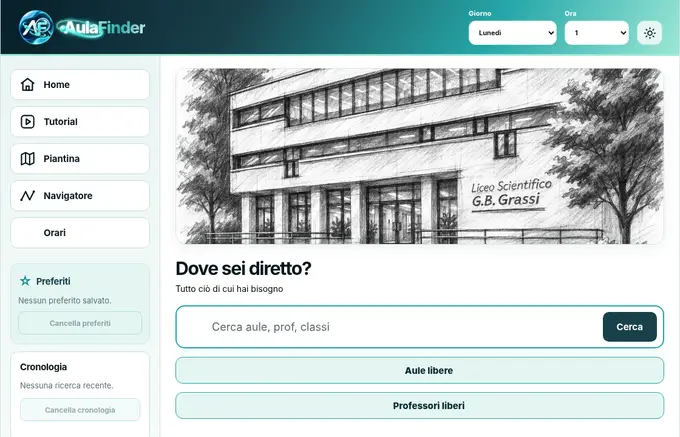 AF AulaFinder
Giorno
Ora
Lunedì
1
Home
Tutorial
Piantina
Navigatore
Orari
Preferiti
Nessun preferito salvato.
Cancella preferiti
Cronologia
Nessuna ricerca recente.
Cancella cronologia
Liceo Scientifico
G.B. Grassi
Dove sei diretto?
Tutto ciò di cui hai bisogno
Cerca aule, prof, classi
Cerca
Aule libere
Professori liberi